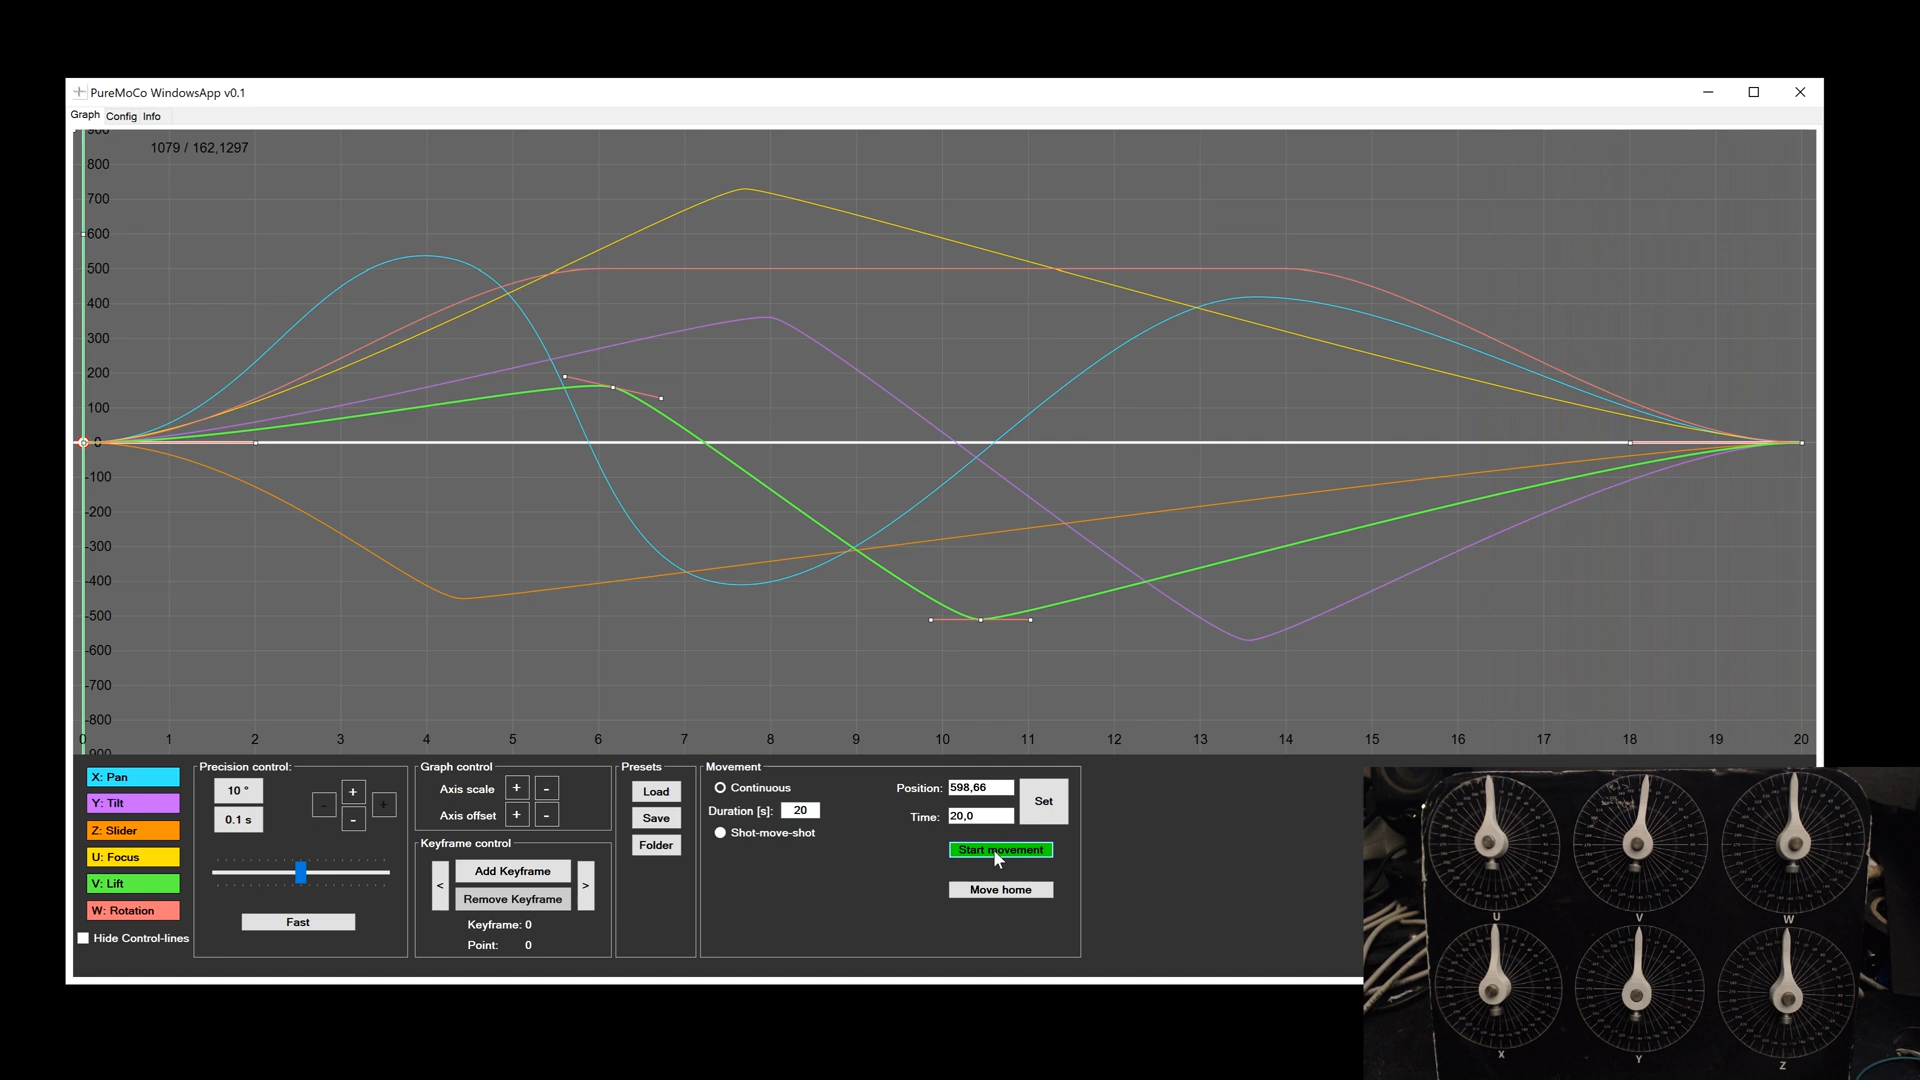 PureMoCo WindowsApp v0.1
Graph Config Info
900
1079 / 162,1297
800
700
600
500
400
300
200
100
0
-100
-200
-300
-400
-500
-600
-700
-800
-900
0 1 2 3 4 5 6 7 8 9 10 11 12 13 14 15 16 17 18 19 20
X: Pan
Y: Tilt
Z: Slider
U: Focus
V: Lift
W: Rotation
Hide Control-lines
Precision control:
10 °
0.1 s
+
- +
-
Fast
Graph control
Axis scale + -
Axis offset + -
Keyframe control
< Add Keyframe >
Remove Keyframe
Keyframe: 0
Point: 0
Presets
Load
Save
Folder
Movement
Continuous
Duration [s]: 20
Shot-move-shot
Position: 598,66
Time: 20,0
Set
Start movement
Move home
U V W
X Y Z